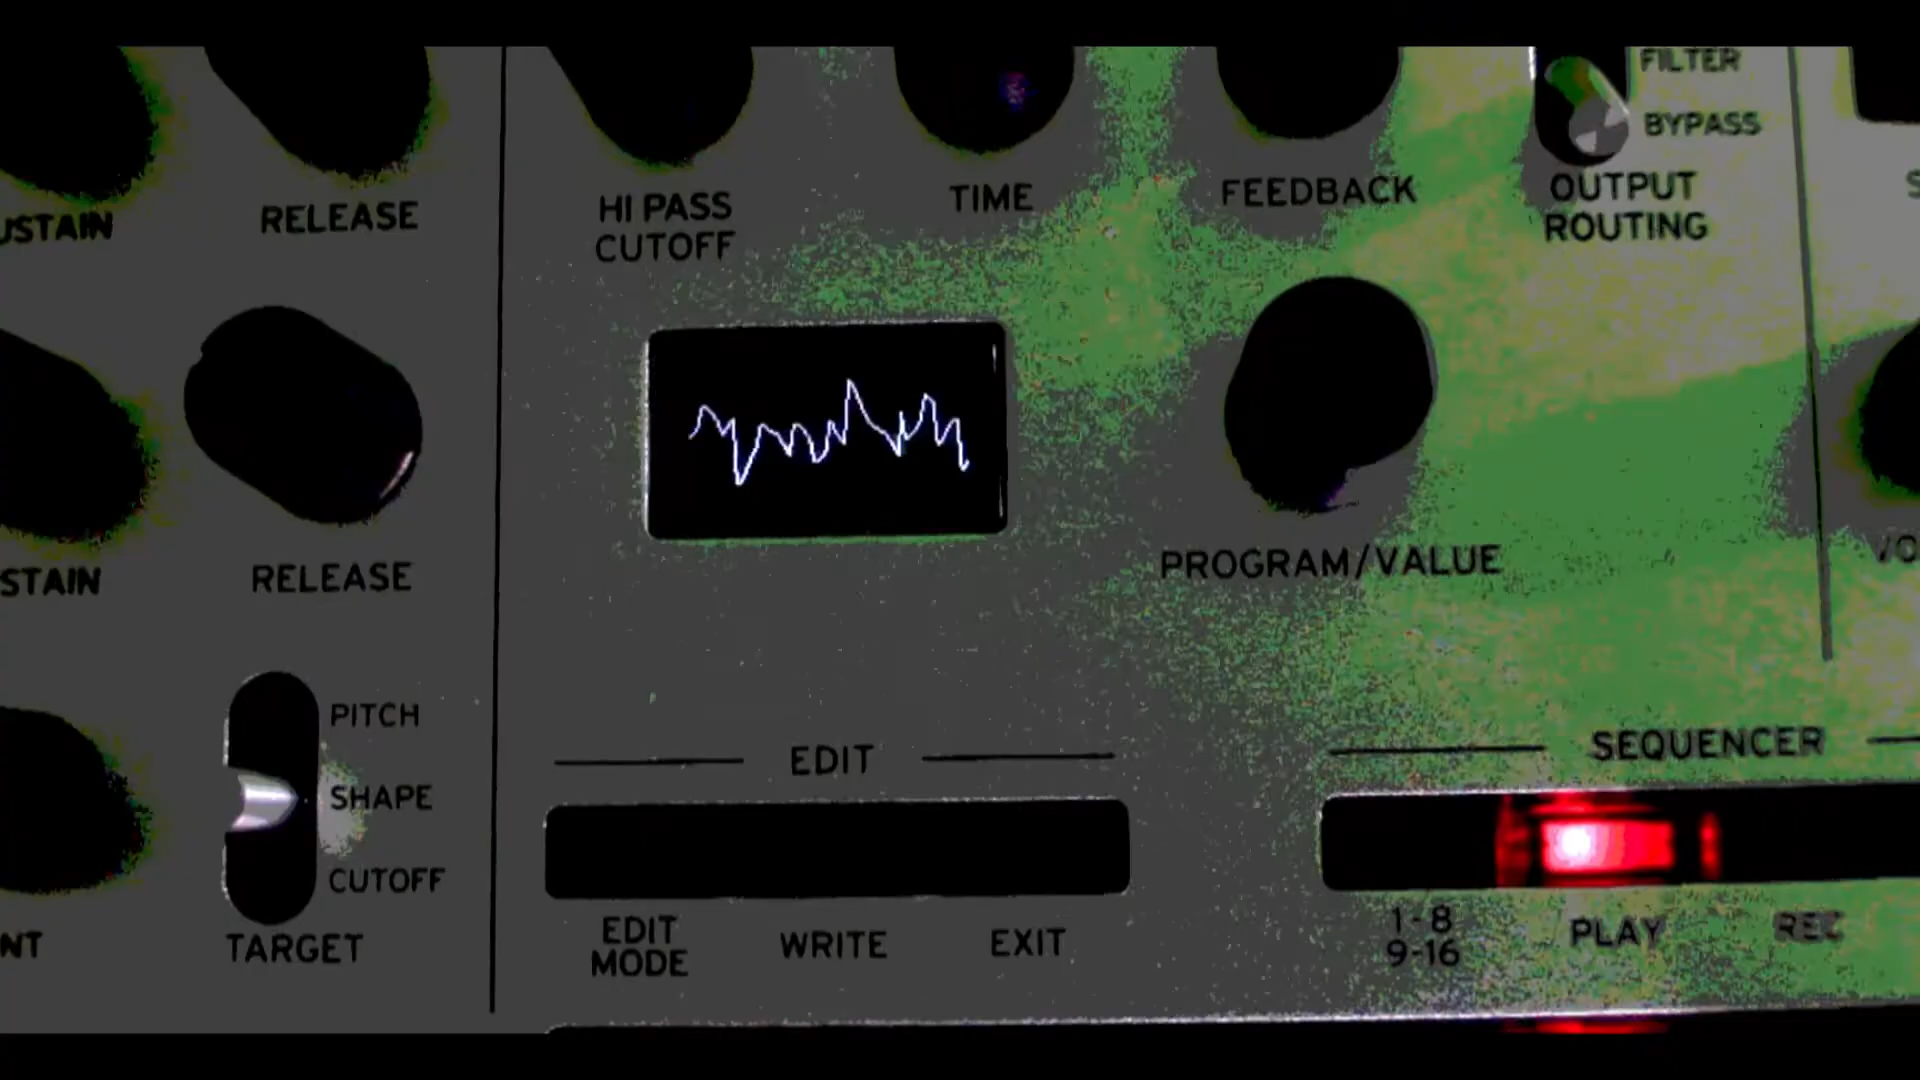 FILTER
BYPASS
USTAIN
RELEASE
HI PASS
CUTOFF
TIME
FEEDBACK
OUTPUT
ROUTING
STAIN
RELEASE
PROGRAM/VALUE
PITCH
SHAPE
CUTOFF
TARGET
NT
EDIT
EDIT
MODE
WRITE
EXIT
SEQUENCER
1-8
9-16
PLAY
REC